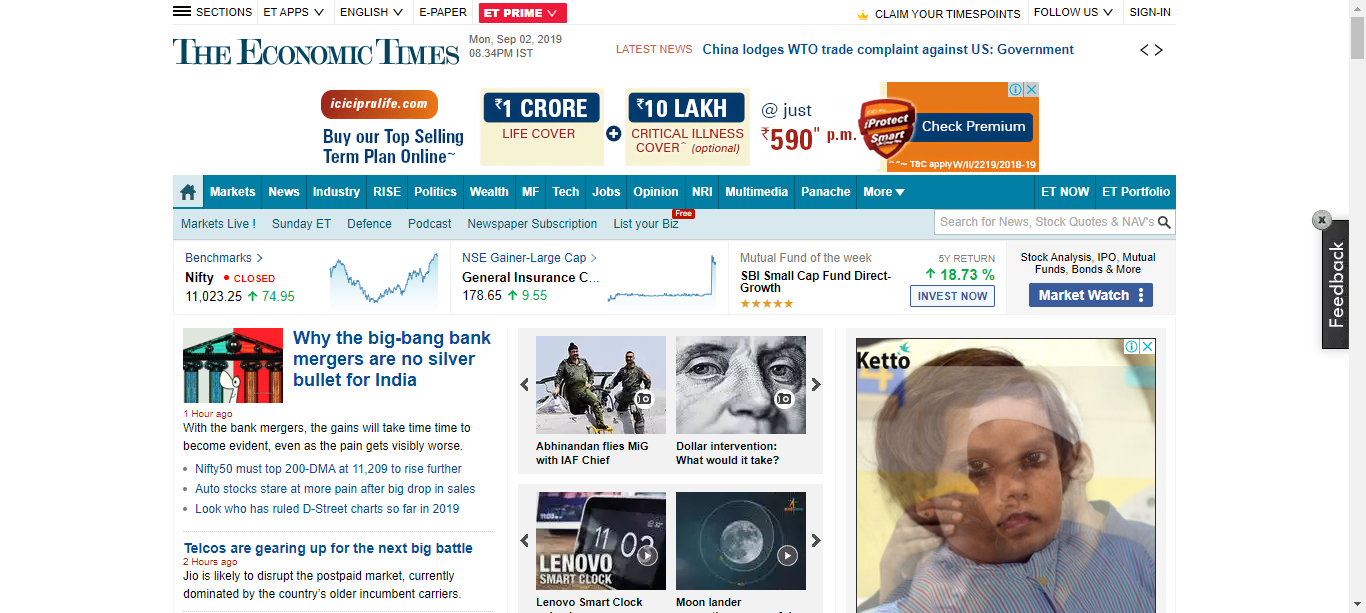 SECTIONS ET APPS ENGLISH E-PAPER ET PRIME CLAIM YOUR TIMESPOINTS FOLLOW US SIGN-IN
THE ECONOMIC TIMES
Mon, Sep 02, 2019
08.34PM IST
LATEST NEWS China lodges WTO trade complaint against US: Government
iciciprulife.com
Buy our Top Selling
Term Plan Online~
₹1 CRORE
LIFE COVER
₹10 LAKH
CRITICAL ILLNESS
COVER^ (optional)
@ just
₹590" p.m.
iProtect
Smart
Check Premium
T&C apply W/II/2219/2018-19
Markets News Industry RISE Politics Wealth MF Tech Jobs Opinion NRI Multimedia Panache More ET NOW ET Portfolio
Markets Live ! Sunday ET Defence Podcast Newspaper Subscription List your Biz Free
Search for News, Stock Quotes & NAV's
Benchmarks
Nifty CLOSED
11,023.25 74.95
NSE Gainer-Large Cap
General Insurance C...
178.65 9.55
Mutual Fund of the week
SBI Small Cap Fund Direct-
Growth
★★★★★
5Y RETURN
18.73 %
INVEST NOW
Stock Analysis, IPO, Mutual
Funds, Bonds & More
Market Watch
Feedback
Why the big-bang bank
mergers are no silver
bullet for India
1 Hour ago
With the bank mergers, the gains will take time time to
become evident, even as the pain gets visibly worse.
Nifty50 must top 200-DMA at 11,209 to rise further
Auto stocks stare at more pain after big drop in sales
Look who has ruled D-Street charts so far in 2019
Telcos are gearing up for the next big battle
2 Hours ago
Jio is likely to disrupt the postpaid market, currently
dominated by the country's older incumbent carriers.
Abhinandan flies MiG
with IAF Chief
Dollar intervention:
What would it take?
11 03
LENOVO
SMART CLOCK
Lenovo Smart Clock
Moon lander
Ketto